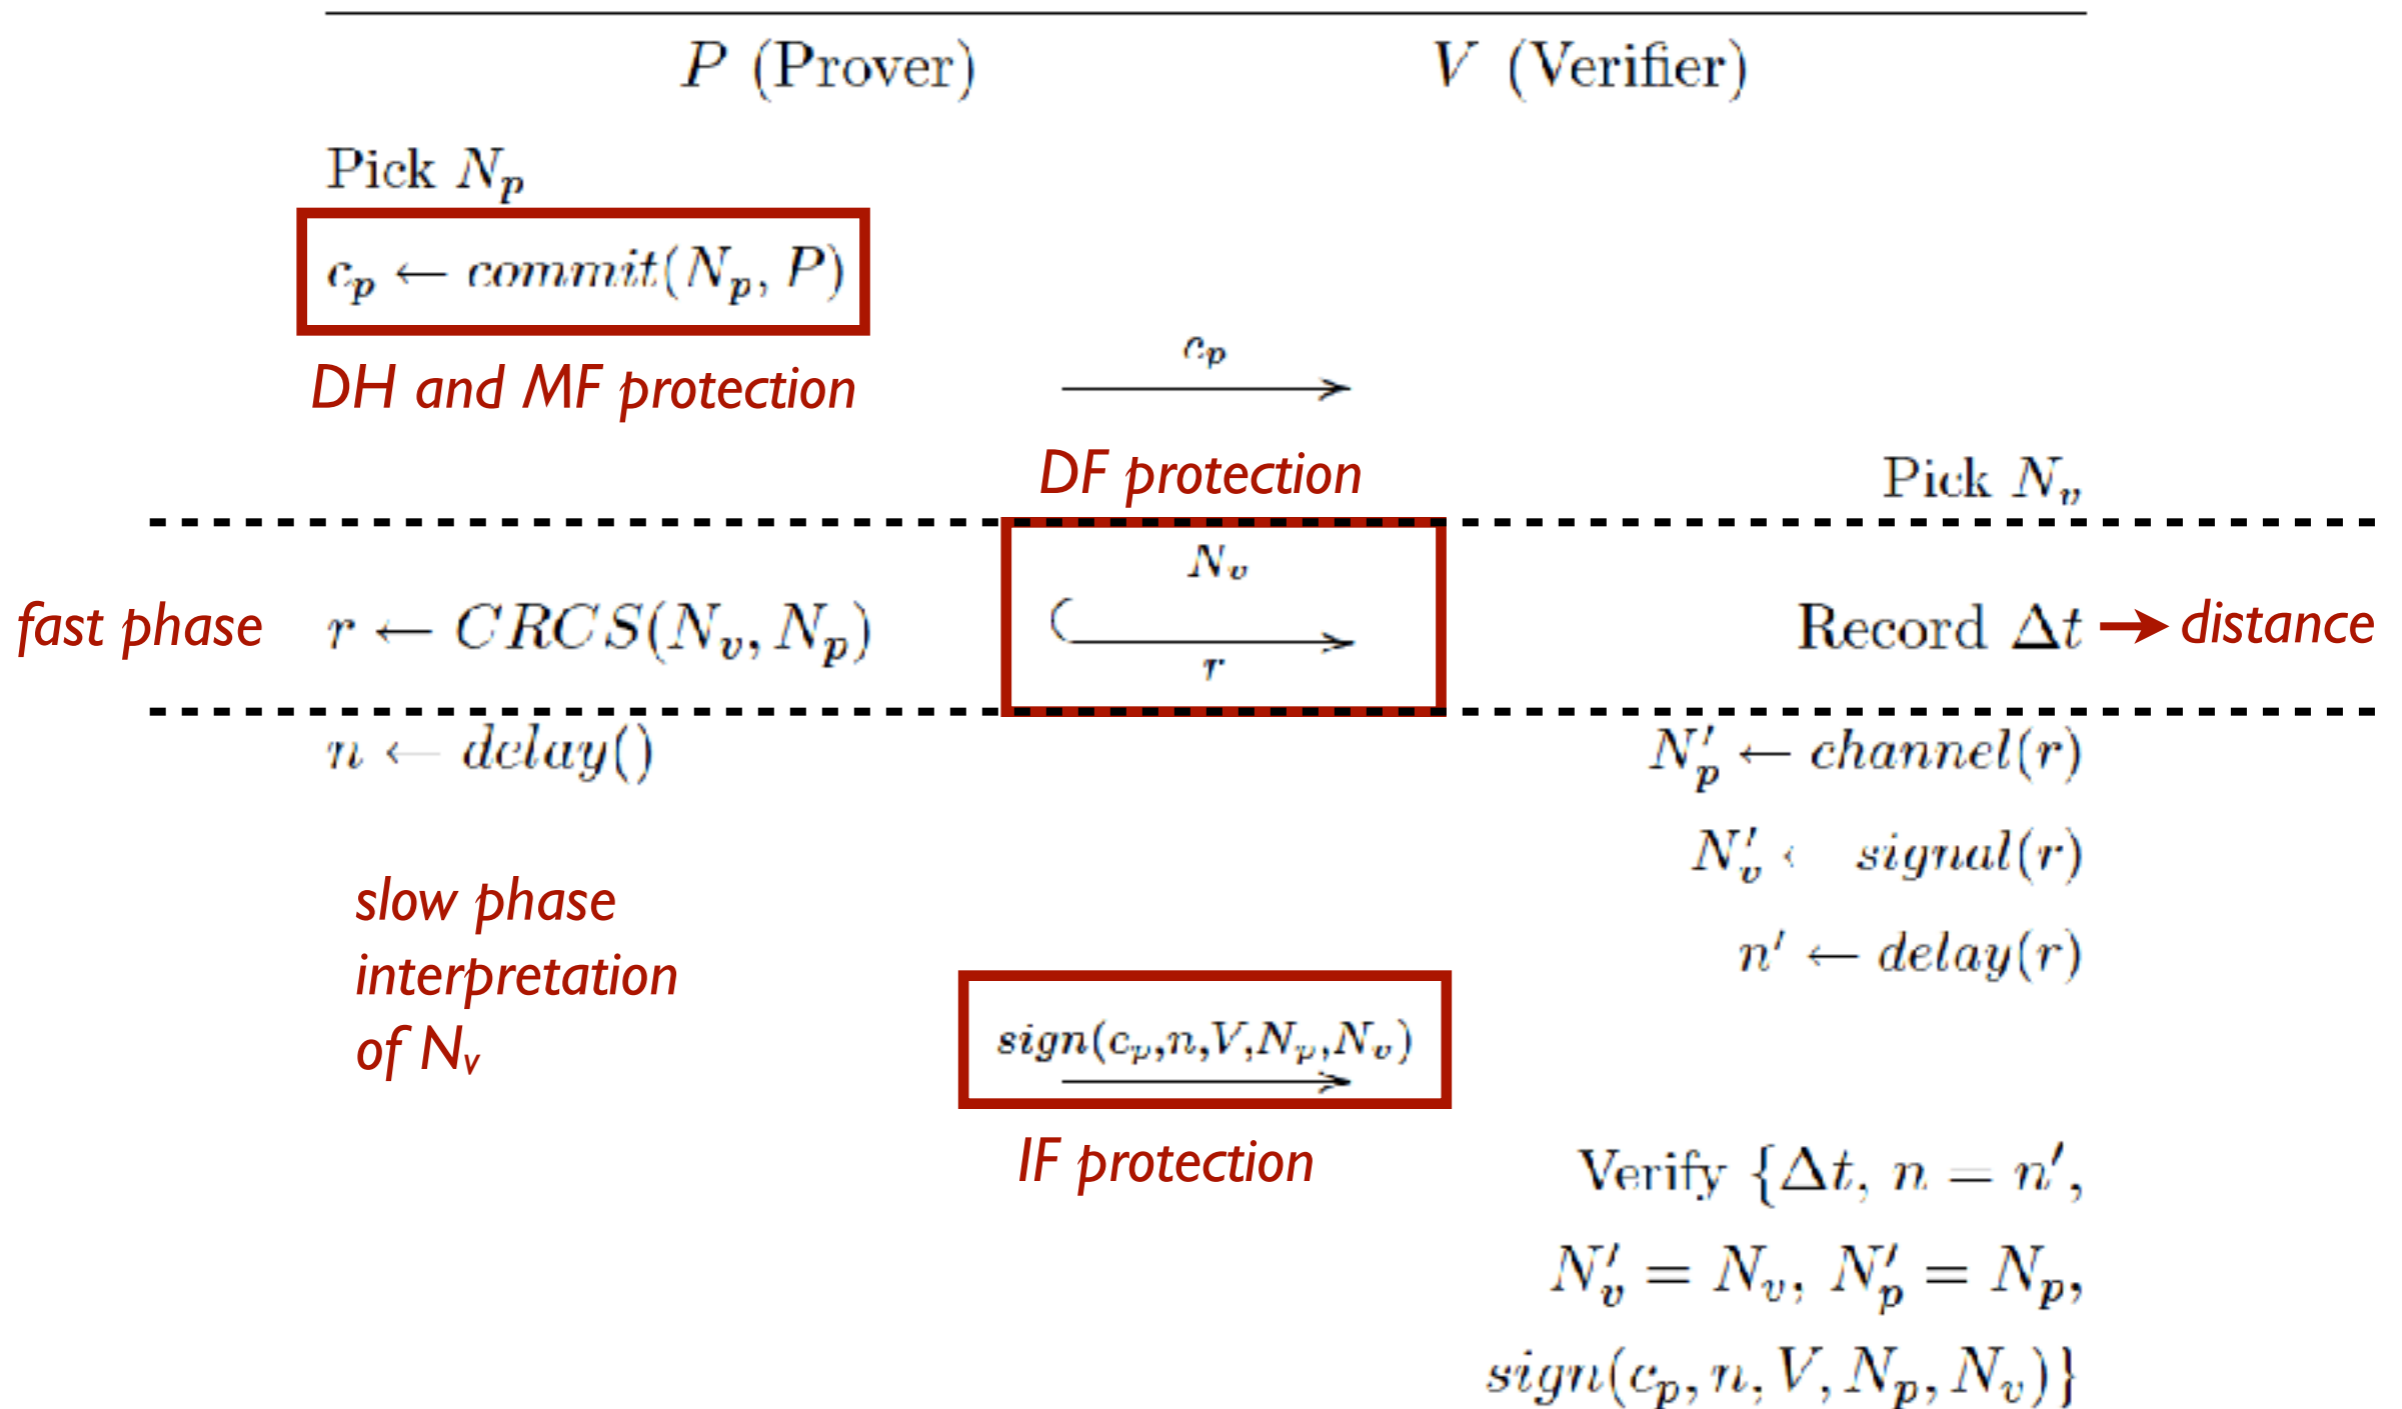 P (Prover) V (Verifier)
Pick N_p
c_p ← commit(N_p, P)
DH and MF protection
c_p
DF protection
Pick N_v
N_v
fast phase r ← CRCS(N_v, N_p) Record Δt → distance
r
n ← delay()
N'_p ← channel(r)
N'_v ← signal(r)
n' ← delay(r)
slow phase
interpretation
of N_v
sign(c_p,n,V,N_p,N_v)
IF protection
Verify {Δt, n = n',
N'_v = N_v, N'_p = N_p,
sign(c_p, n, V, N_p, N_v)}